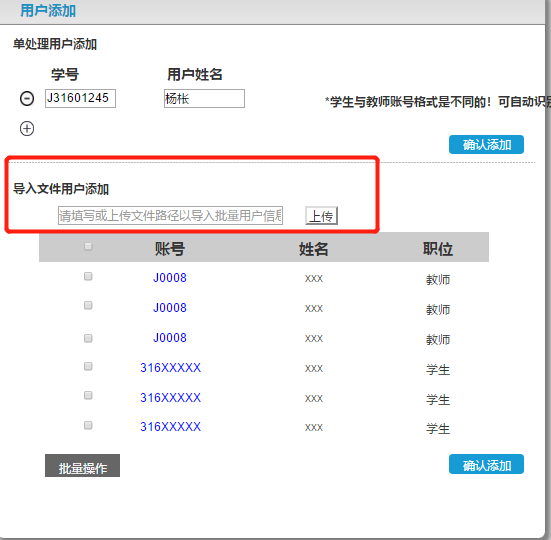 用户添加
单处理用户添加
学号 用户姓名
J31601245 杨枨 *学生与教师账号格式是不同的！可自动识别
确认添加
导入文件用户添加
请填写或上传文件路径以导入批量用户信息 上传
账号 姓名 职位
J0008 xxx 教师
J0008 xxx 教师
J0008 xxx 教师
316XXXXX xxx 学生
316XXXXX xxx 学生
316XXXXX xxx 学生
批量操作 确认添加